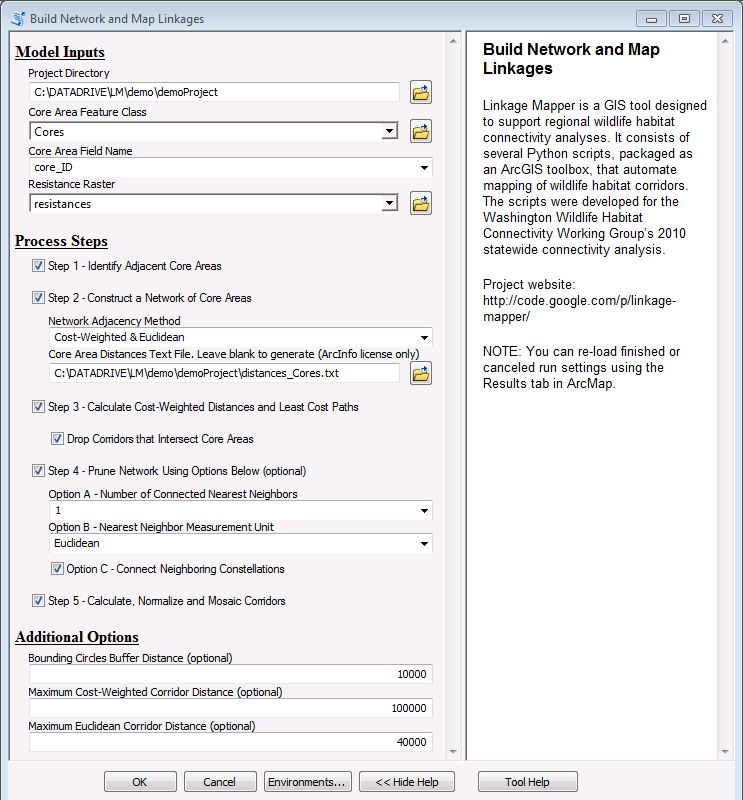 Build Network and Map Linkages
Model Inputs
Project Directory
C:\DATADRIVE\LM\demo\demoProject
Core Area Feature Class
Cores
Core Area Field Name
core_ID
Resistance Raster
resistances
Process Steps
Step 1 - Identify Adjacent Core Areas
Step 2 - Construct a Network of Core Areas
Network Adjacency Method
Cost-Weighted & Euclidean
Core Area Distances Text File. Leave blank to generate (ArcInfo license only)
C:\DATADRIVE\LM\demo\demoProject\distances_Cores.txt
Step 3 - Calculate Cost-Weighted Distances and Least Cost Paths
Drop Corridors that Intersect Core Areas
Step 4 - Prune Network Using Options Below (optional)
Option A - Number of Connected Nearest Neighbors
1
Option B - Nearest Neighbor Measurement Unit
Euclidean
Option C - Connect Neighboring Constellations
Step 5 - Calculate, Normalize and Mosaic Corridors
Additional Options
Bounding Circles Buffer Distance (optional)
10000
Maximum Cost-Weighted Corridor Distance (optional)
100000
Maximum Euclidean Corridor Distance (optional)
40000
Build Network and Map
Linkages
Linkage Mapper is a GIS tool designed
to support regional wildlife habitat
connectivity analyses. It consists of
several Python scripts, packaged as
an ArcGIS toolbox, that automate
mapping of wildlife habitat corridors.
The scripts were developed for the
Washington Wildlife Habitat
Connectivity Working Group's 2010
statewide connectivity analysis.
Project website:
http://code.google.com/p/linkage-
mapper/
NOTE: You can re-load finished or
canceled run settings using the
Results tab in ArcMap.
OK
Cancel
Environments...
<< Hide Help
Tool Help